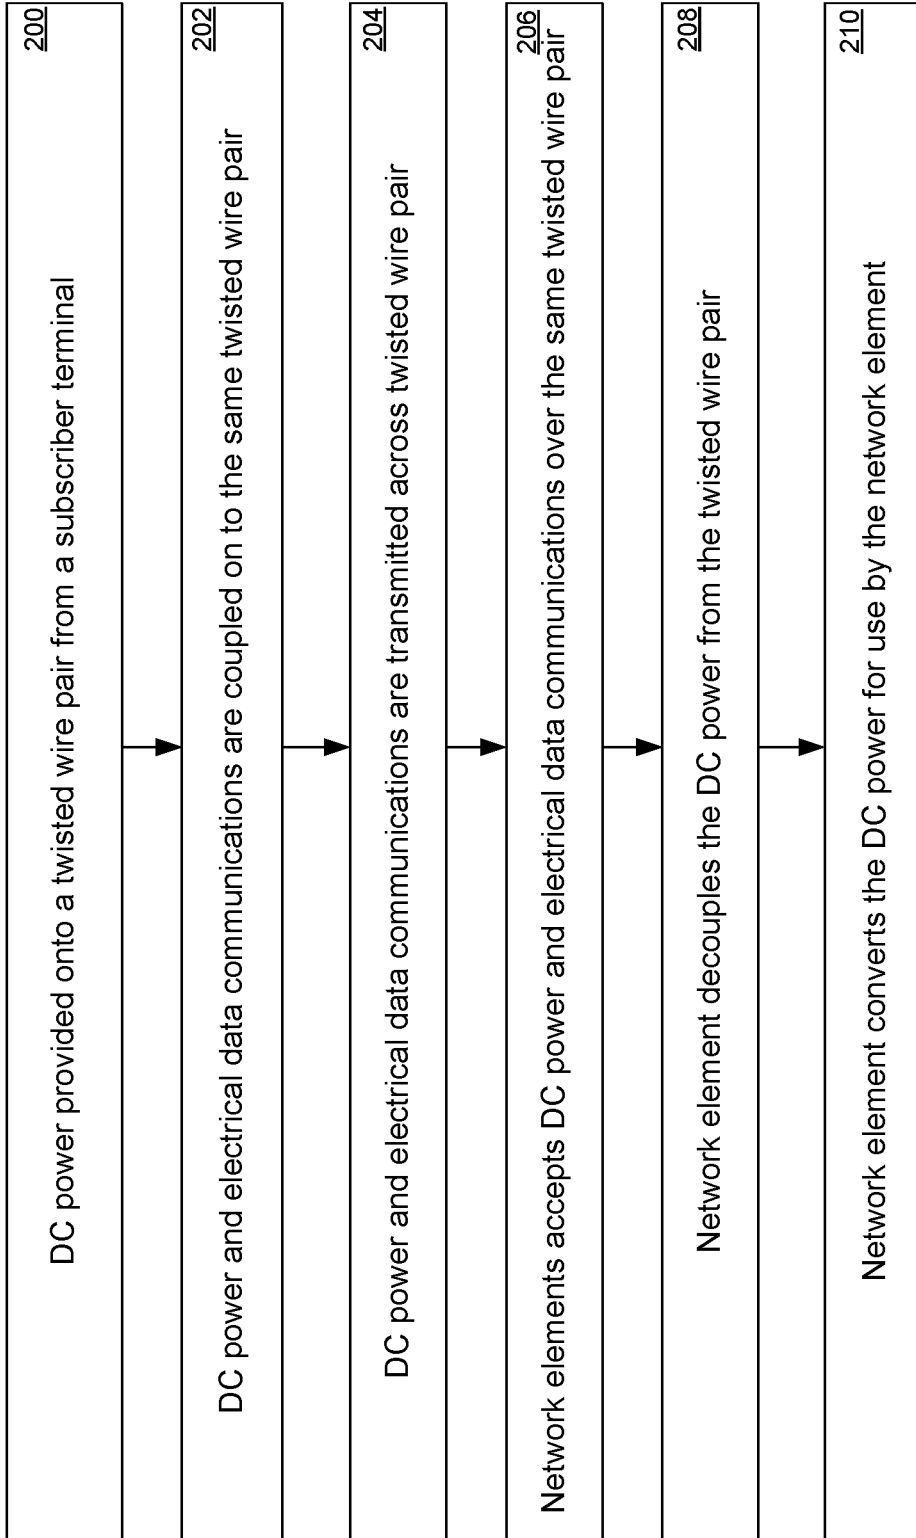 200
DC power provided onto a twisted wire pair from a subscriber terminal
202
DC power and electrical data communications are coupled on to the same twisted wire pair
204
DC power and electrical data communications are transmitted across twisted wire pair
206
Network elements accepts DC power and electrical data communications over the same twisted wire pair
208
Network element decouples the DC power from the twisted wire pair
210
Network element converts the DC power for use by the network element